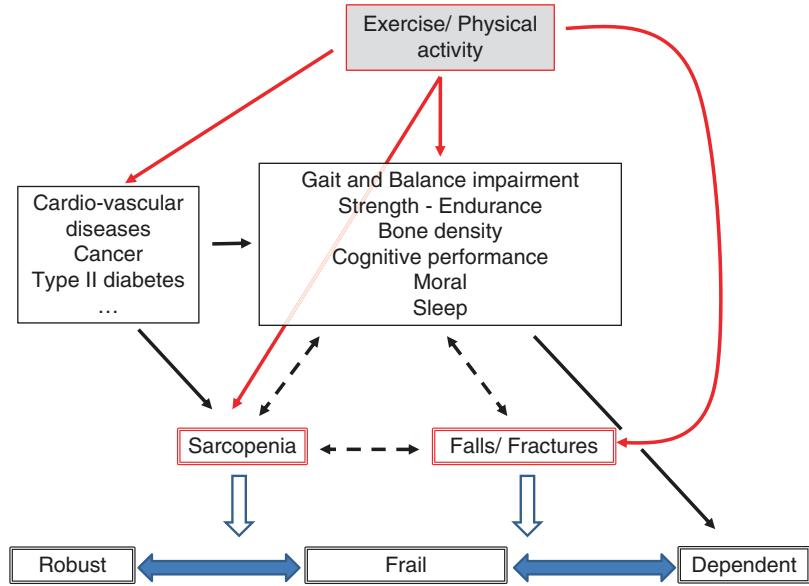 Exercise/ Physical
activity
Cardio-vascular
diseases
Cancer
Type II diabetes
…
Gait and Balance impairment
Strength - Endurance
Bone density
Cognitive performance
Moral
Sleep
Sarcopenia
Falls/ Fractures
Robust
Frail
Dependent